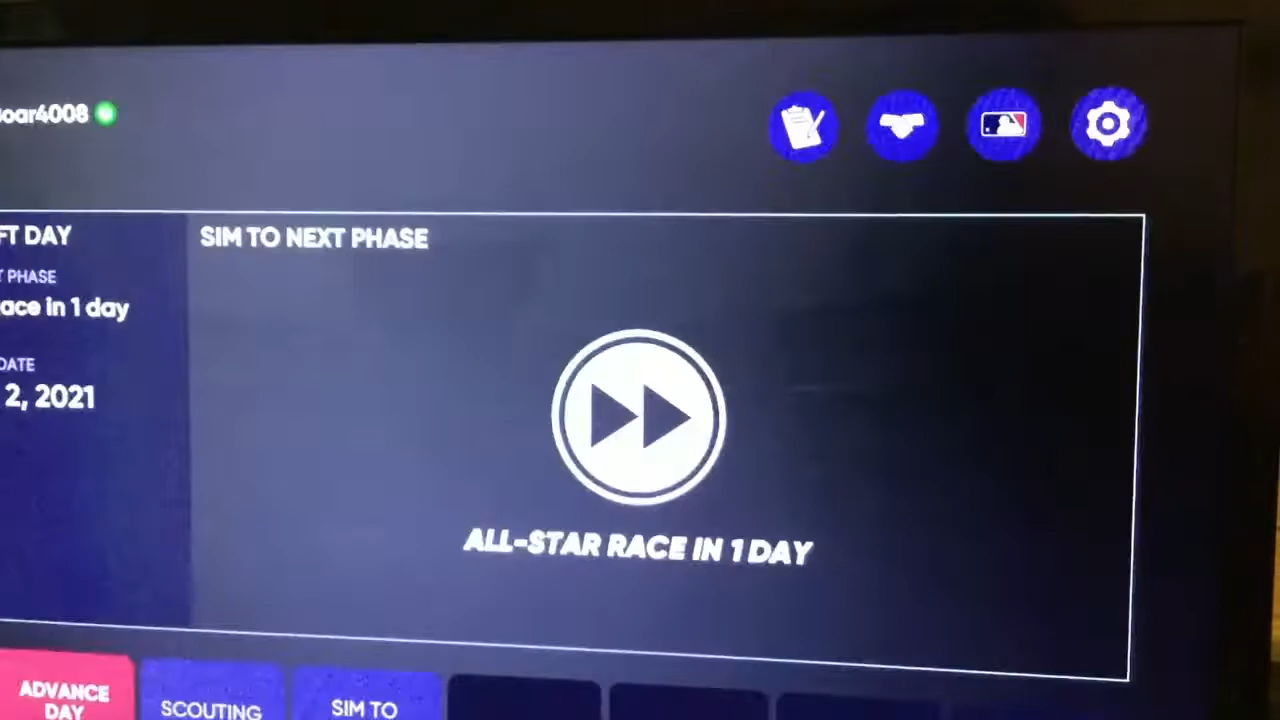 oar4008
FT DAY
T PHASE
ace in 1 day
DATE
2, 2021
SIM TO NEXT PHASE
ALL-STAR RACE IN 1 DAY
ADVANCE
DAY
SCOUTING
SIM TO